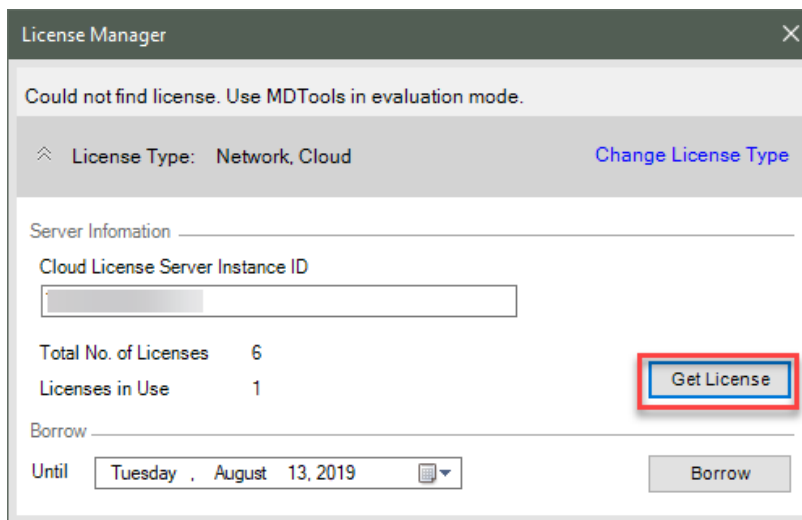 License Manager
Could not find license. Use MDTools in evaluation mode.
License Type: Network, Cloud Change License Type
Server Infomation
Cloud License Server Instance ID
Total No. of Licenses 6
Licenses in Use 1
Get License
Borrow
Until Tuesday , August 13, 2019 Borrow